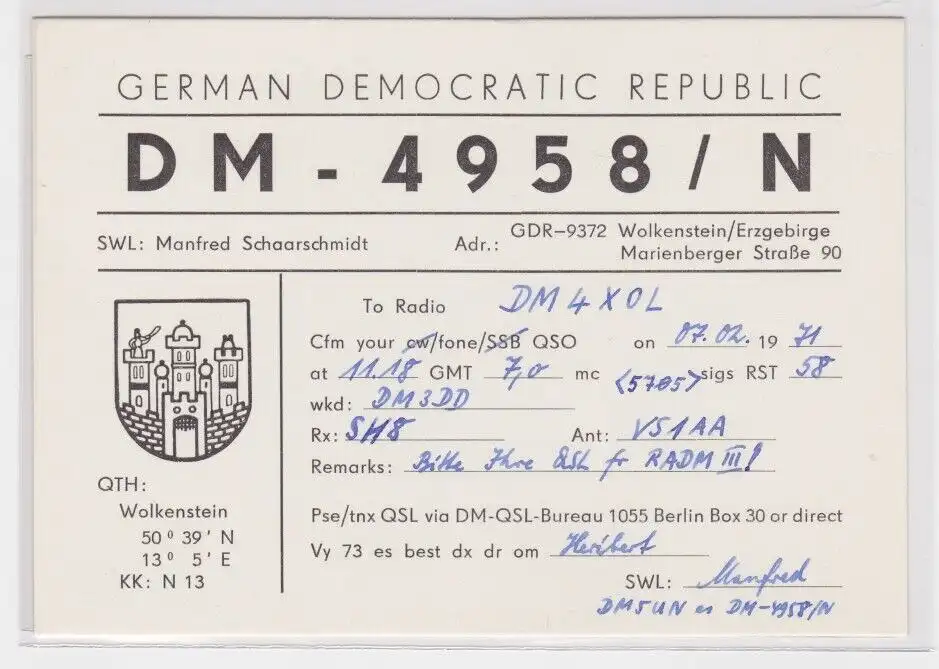 GERMAN DEMOCRATIC REPUBLIC
DM-4958/N
SWL: Manfred Schaarschmidt Adr.: GDR-9372 Wolkenstein/Erzgebirge
Marienberger Straße 90
To Radio DM4XOL
Cfm your cw/fone/SSB QSO on 07.02. 1971
at 11.18 GMT 7,0 mc <5705> sigs RST 58
wkd: DM3DD
Rx: SH8 Ant: VS1AA
Remarks: Bitte Ihre QSL fr RADM III!
QTH:
Wolkenstein
50° 39' N
13° 5' E
KK: N 13
Pse/tnx QSL via DM-QSL-Bureau 1055 Berlin Box 30 or direct
Vy 73 es best dx dr om Heribert
SWL: Manfred
DM5UN es DM-4958/N